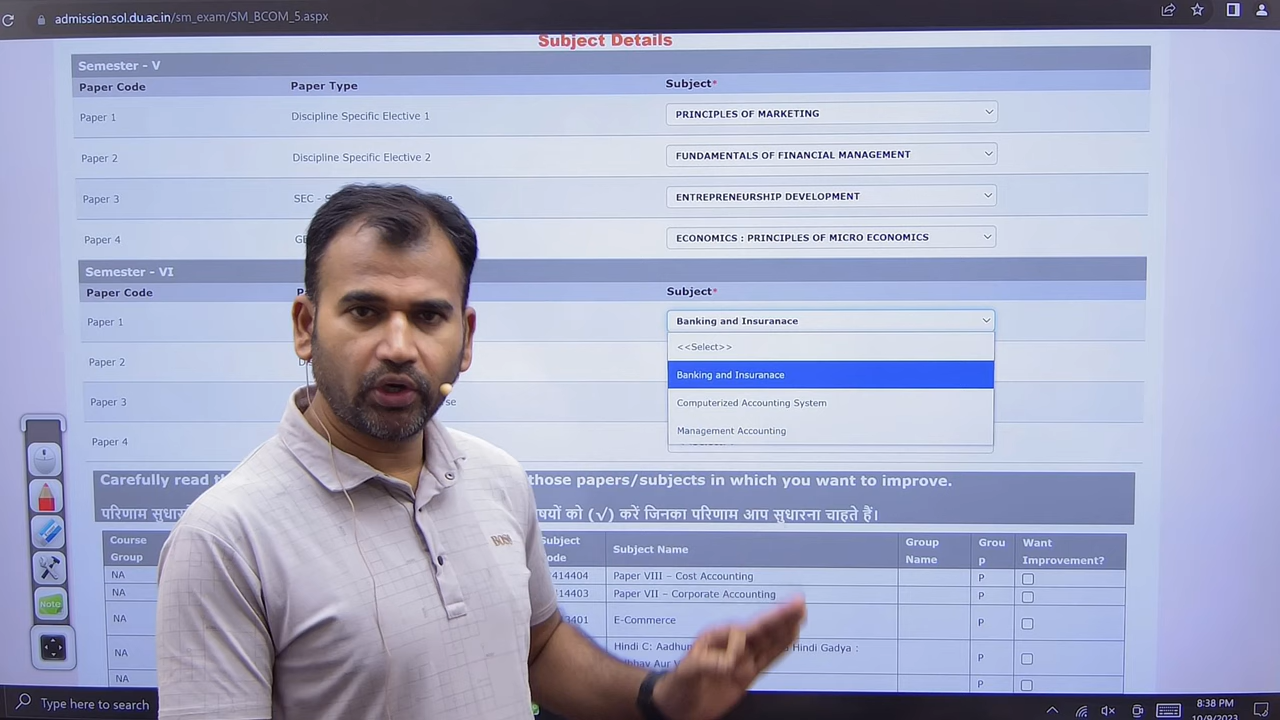 admission.sol.du.ac.in/sm_exam/SM_BCOM_5.aspx
Subject Details
Semester - V
Paper Code Paper Type Subject*
Paper 1 Discipline Specific Elective 1 PRINCIPLES OF MARKETING
Paper 2 Discipline Specific Elective 2 FUNDAMENTALS OF FINANCIAL MANAGEMENT
Paper 3 SEC - ENTREPRENEURSHIP DEVELOPMENT
Paper 4 ECONOMICS : PRINCIPLES OF MICRO ECONOMICS
Semester - VI
Paper Code Subject*
Paper 1 Banking and Insuranace
<<Select>>
Paper 2
Banking and Insuranace
Paper 3 Computerized Accounting System
Paper 4 Management Accounting
Carefully read those papers/subjects in which you want to improve.
परिणाम को (√) करें जिनका परिणाम आप सुधारना चाहते हैं।
Course Group Subject Name Group Name Grou p Want Improvement?
NA 414404 Paper VIII – Cost Accounting P
NA Paper VII – Corporate Accounting P
NA E-Commerce P
NA Hindi C: Hindi Gadya : P
NA P
BOSS
Note
Type here to search
8:38 PM
10/9/2023